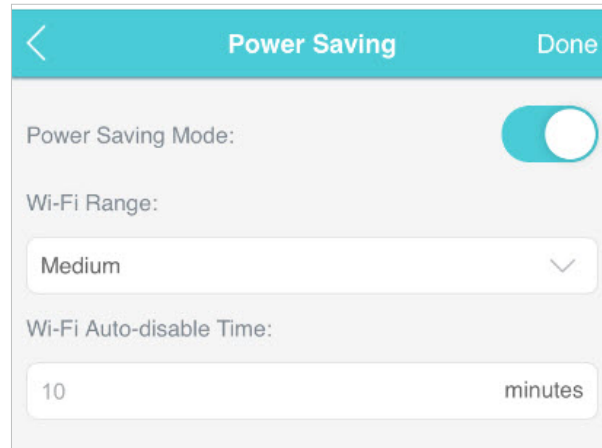 Power Saving Done
Power Saving Mode:
Wi-Fi Range:
Medium
Wi-Fi Auto-disable Time:
10 minutes